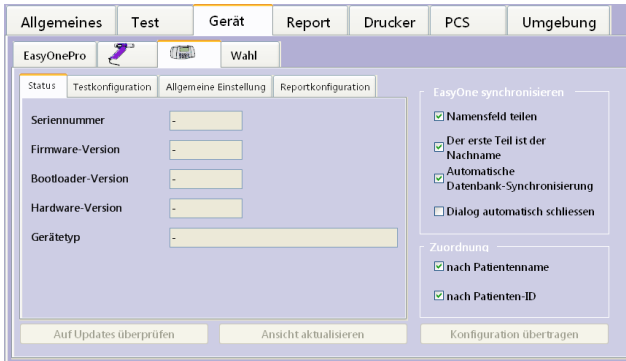 Allgemeines Test Gerät Report Drucker PCS Umgebung
EasyOnePro Wahl
Status Testkonfiguration Allgemeine Einstellung Reportkonfiguration
Seriennummer -
Firmware-Version -
Bootloader-Version -
Hardware-Version -
Gerätetyp -
EasyOne synchronisieren
Namensfeld teilen
Der erste Teil ist der
Nachname
Automatische
Datenbank-Synchronisierung
Dialog automatisch schliessen
Zuordnung
nach Patientenname
nach Patienten-ID
Auf Updates überprüfen Ansicht aktualisieren Konfiguration übertragen